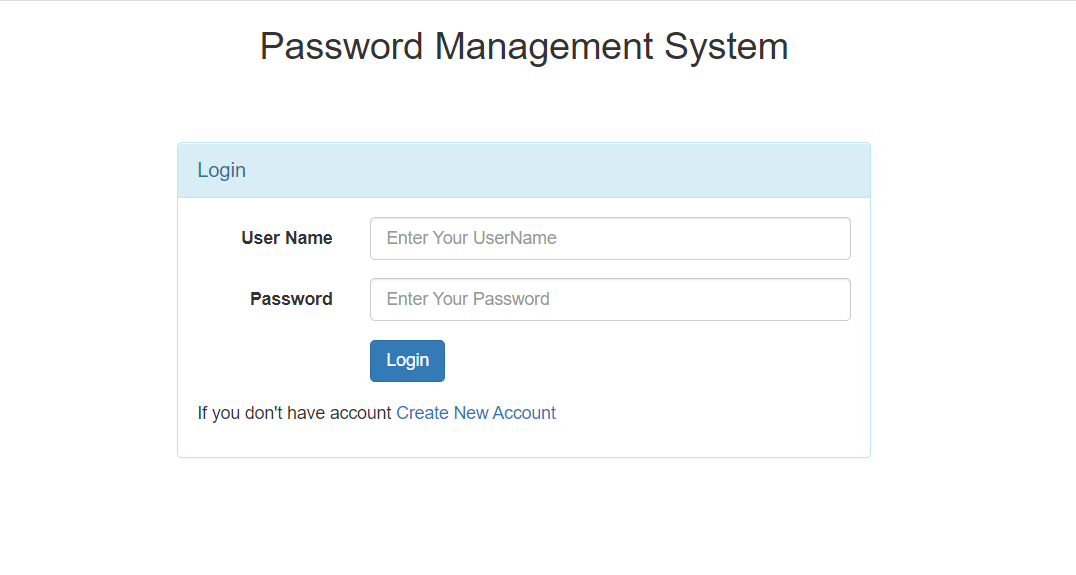 Password Management System
Login
User Name Enter Your UserName
Password Enter Your Password
Login
If you don't have account Create New Account